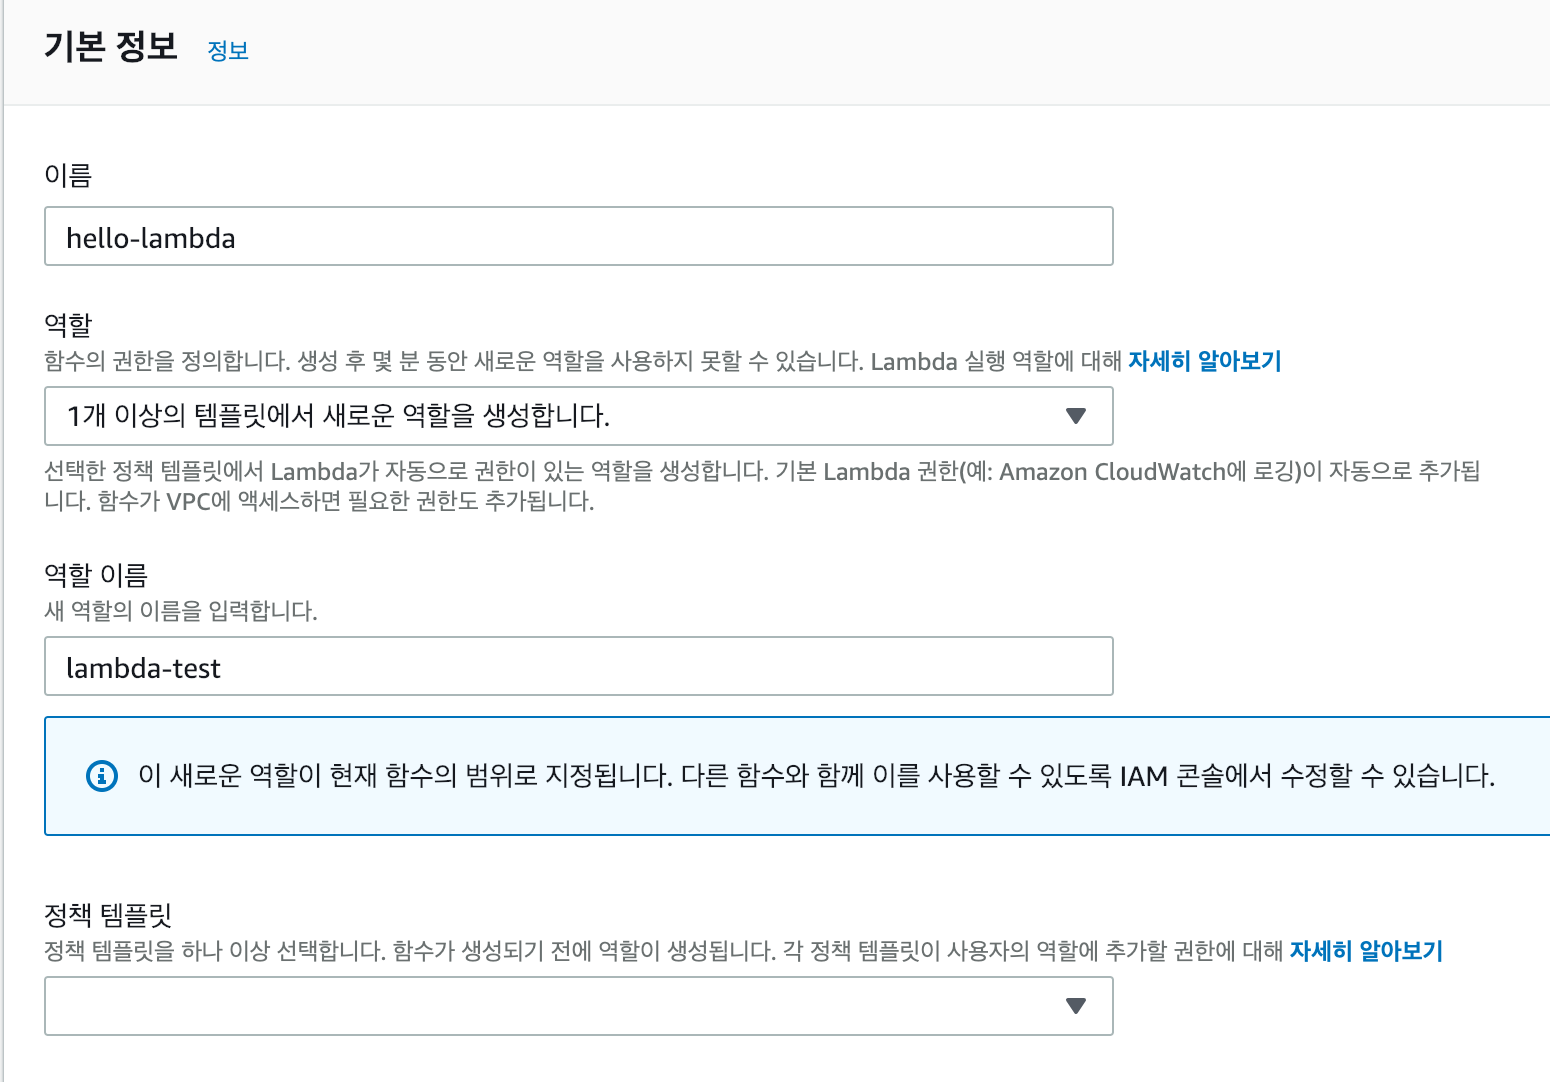 기본 정보 정보
이름
hello-lambda
역할
함수의 권한을 정의합니다. 생성 후 몇 분 동안 새로운 역할을 사용하지 못할 수 있습니다. Lambda 실행 역할에 대해 자세히 알아보기
1개 이상의 템플릿에서 새로운 역할을 생성합니다.
선택한 정책 템플릿에서 Lambda가 자동으로 권한이 있는 역할을 생성합니다. 기본 Lambda 권한(예: Amazon CloudWatch에 로깅)이 자동으로 추가됩
니다. 함수가 VPC에 액세스하면 필요한 권한도 추가됩니다.
역할 이름
새 역할의 이름을 입력합니다.
lambda-test
이 새로운 역할이 현재 함수의 범위로 지정됩니다. 다른 함수와 함께 이를 사용할 수 있도록 IAM 콘솔에서 수정할 수 있습니다.
정책 템플릿
정책 템플릿을 하나 이상 선택합니다. 함수가 생성되기 전에 역할이 생성됩니다. 각 정책 템플릿이 사용자의 역할에 추가할 권한에 대해 자세히 알아보기